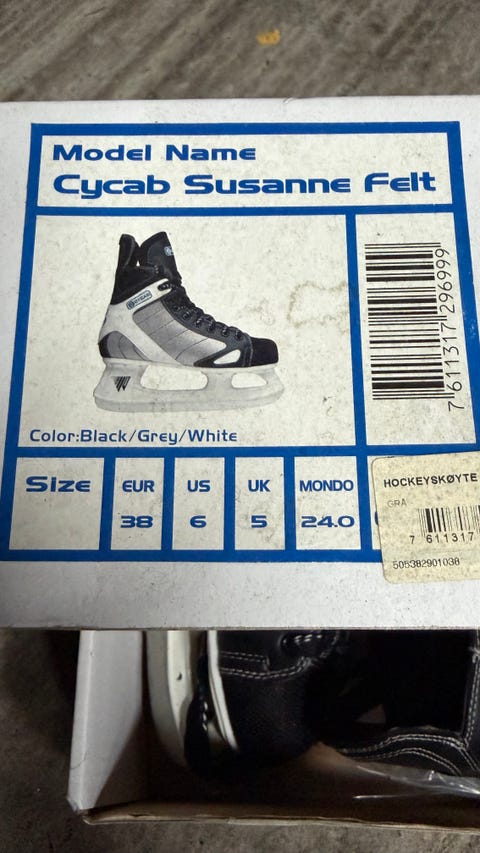 Model Name
Cycab Susanne Felt
7 611317 296999
Color:Black/Grey/White
Size
EUR
US
UK
MONDO
38
6
5
24.0
HOCKEYSKØYTE
GRÅ
7 611317
505382901038